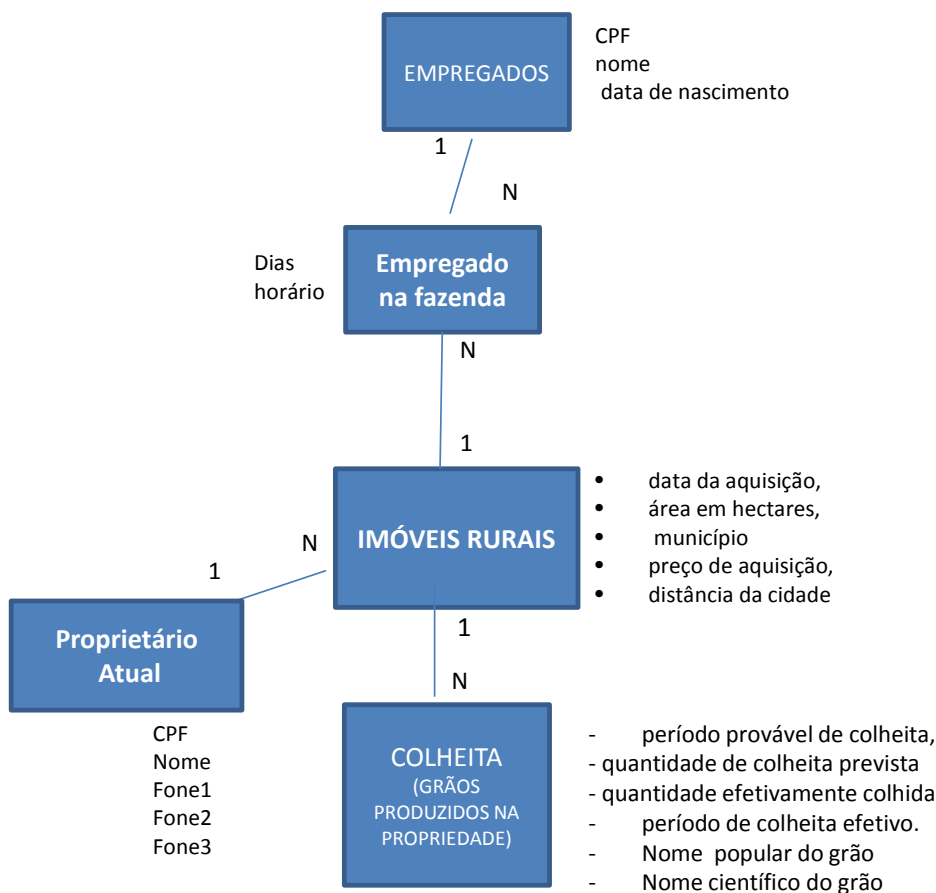 EMPREGADOS
CPF
nome
data de nascimento
1
N
Dias
horário
Empregado
na fazenda
N
1
IMÓVEIS RURAIS
• data da aquisição,
• área em hectares,
• município
• preço de aquisição,
• distância da cidade
N
1
Proprietário
Atual
CPF
Nome
Fone1
Fone2
Fone3
1
N
COLHEITA
(GRÃOS
PRODUZIDOS NA
PROPRIEDADE)
- período provável de colheita,
- quantidade de colheita prevista
- quantidade efetivamente colhida
- período de colheita efetivo.
- Nome popular do grão
- Nome científico do grão